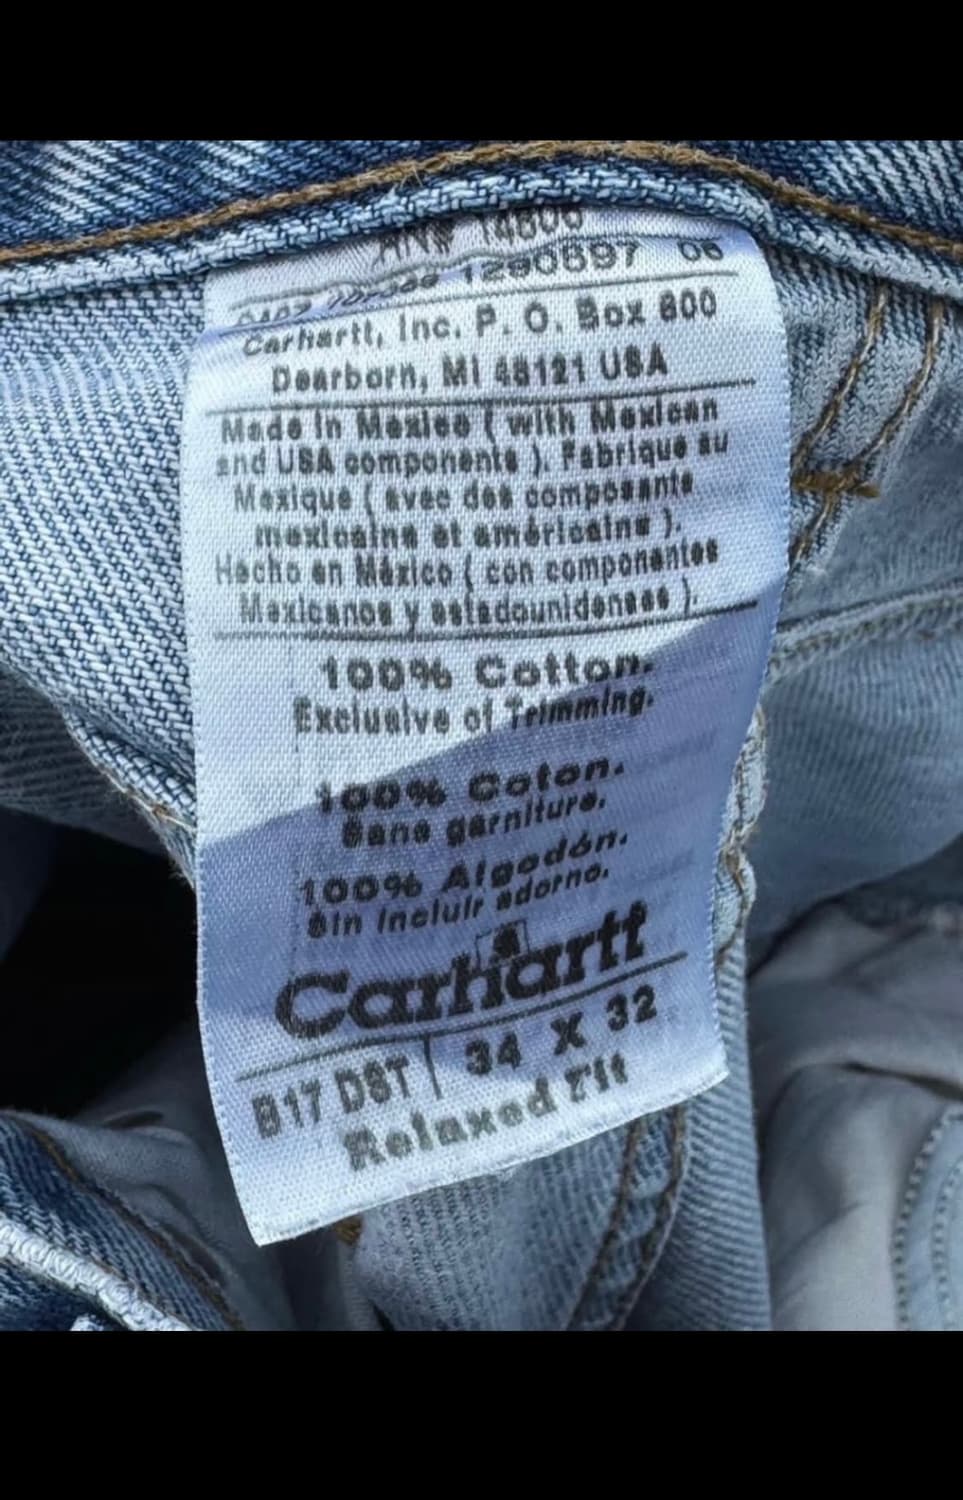 RN# 14806
1290897 06
Carhartt, Inc. P. O. Box 600
Dearborn, MI 48121 USA
Made in Mexico ( with Mexican
and USA components ). Fabrique au
Mexique ( avec des composants
mexicains et américains ).
Hecho en México ( con componentes
Mexicanos y estadounidenses ).
100% Cotton.
Exclusive of Trimming.
100% Coton.
Sans garniture.
100% Algodón.
Sin incluir adorno.
Carhartt
B17 DST | 34 X 32
Relaxed Fit